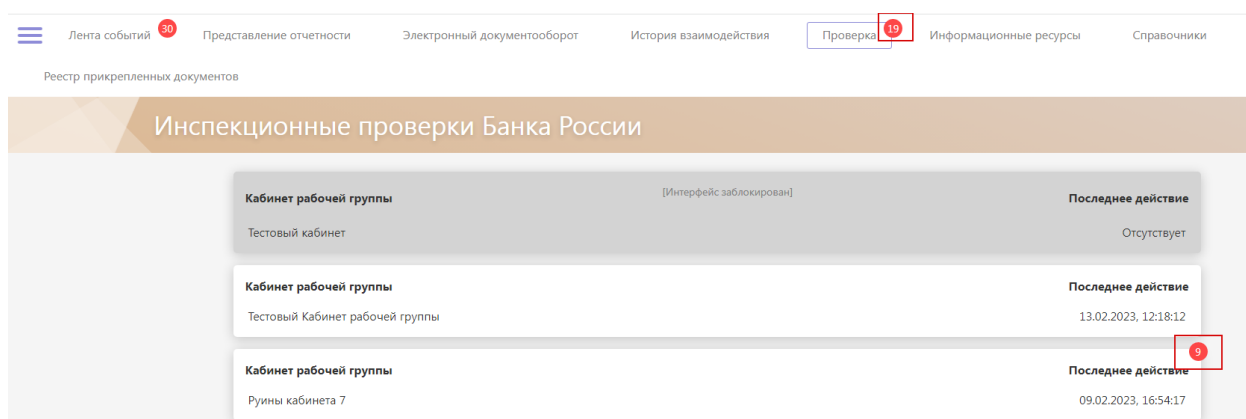 Лента событий 30 Представление отчетности Электронный документооборот История взаимодействия Проверка 19 Информационные ресурсы Справочники
Реестр прикрепленных документов
Инспекционные проверки Банка России
Кабинет рабочей группы [Интерфейс заблокирован] Последнее действие
Тестовый кабинет Отсутствует
Кабинет рабочей группы Последнее действие
Тестовый Кабинет рабочей группы 13.02.2023, 12:18:12
9
Кабинет рабочей группы Последнее действие
Руины кабинета 7 09.02.2023, 16:54:17